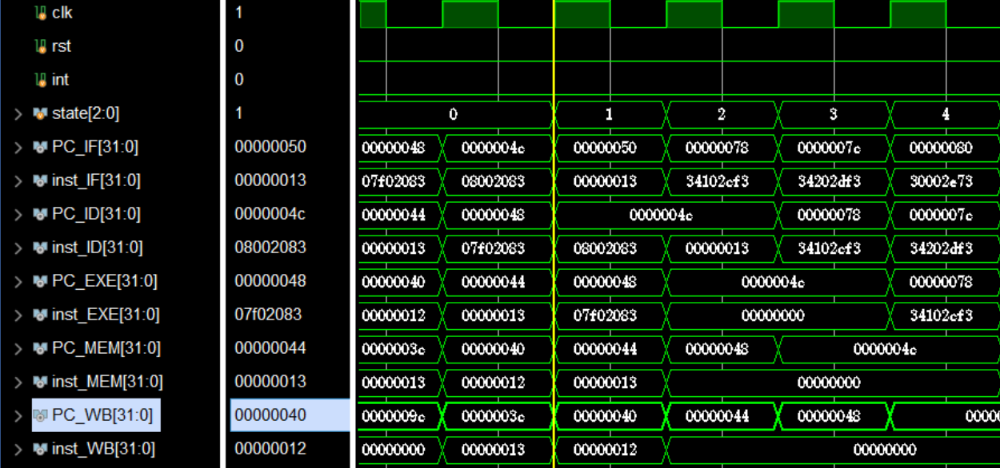 clk 1
rst 0
int 0
state[2:0] 1 0 1 2 3 4
PC_IF[31:0] 00000050 00000048 0000004c 00000050 00000078 0000007c 00000080
inst_IF[31:0] 00000013 07f02083 08002083 00000013 34102cf3 34202df3 30002e73
PC_ID[31:0] 0000004c 00000044 00000048 0000004c 00000078 0000007c
inst_ID[31:0] 08002083 00000013 07f02083 08002083 00000013 34102cf3 34202df3
PC_EXE[31:0] 00000048 00000040 00000044 00000048 0000004c 00000078
inst_EXE[31:0] 07f02083 00000012 00000013 07f02083 00000000 34102cf3
PC_MEM[31:0] 00000044 0000003c 00000040 00000044 00000048 0000004c
inst_MEM[31:0] 00000013 00000013 00000012 00000013 00000000
PC_WB[31:0] 00000040 0000009c 0000003c 00000040 00000044 00000048 0000
inst_WB[31:0] 00000012 00000000 00000013 00000012 00000000